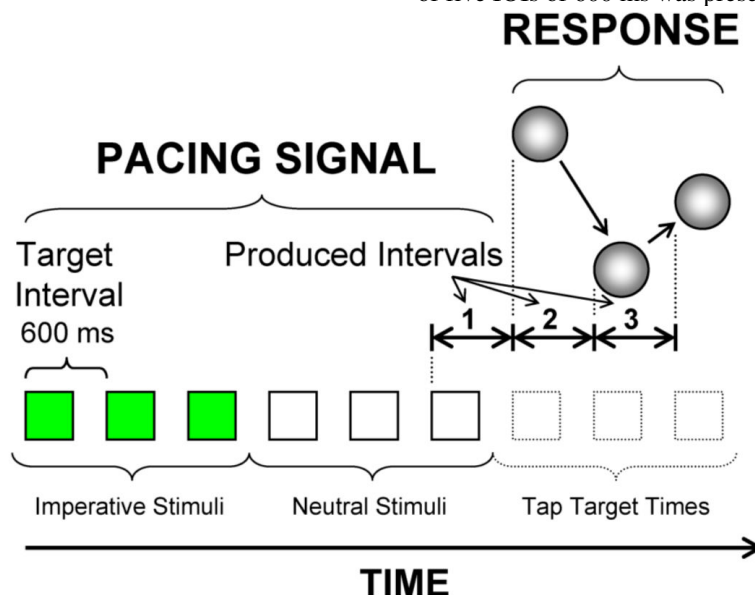 RESPONSE
PACING SIGNAL
Target
Interval
600 ms
Produced Intervals
1 2 3
Imperative Stimuli Neutral Stimuli Tap Target Times
TIME